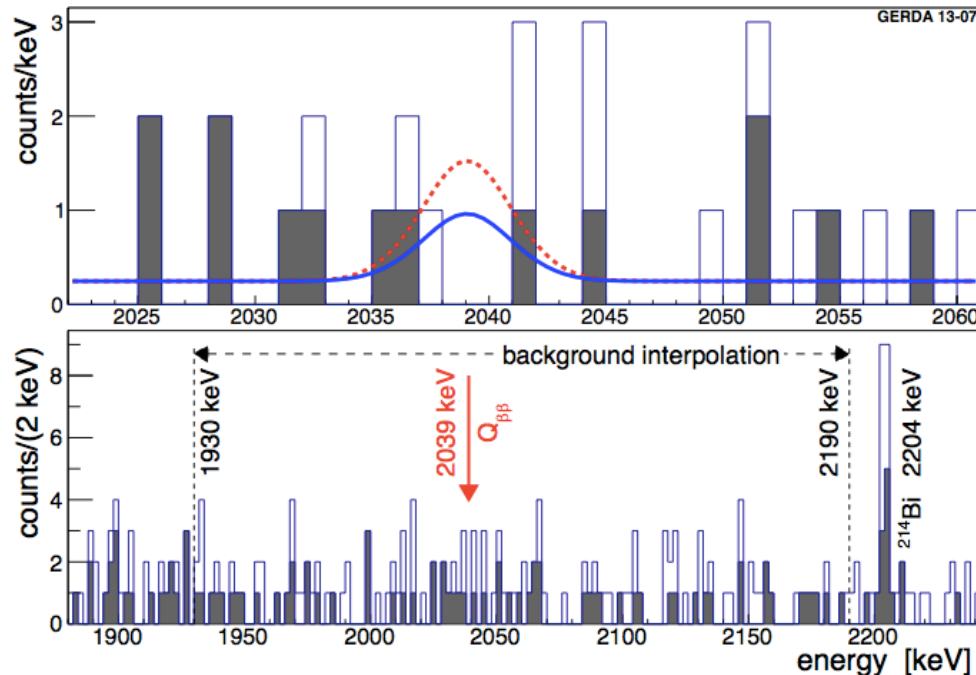 GERDA 13-07
counts/keV
3
2
1
0
2025 2030 2035 2040 2045 2050 2055 2060
counts/(2 keV)
8
6
4
2
0
background interpolation
1930 keV
2039 keV
Qββ
2190 keV
2204 keV
214Bi
1900 1950 2000 2050 2100 2150 2200
energy [keV]